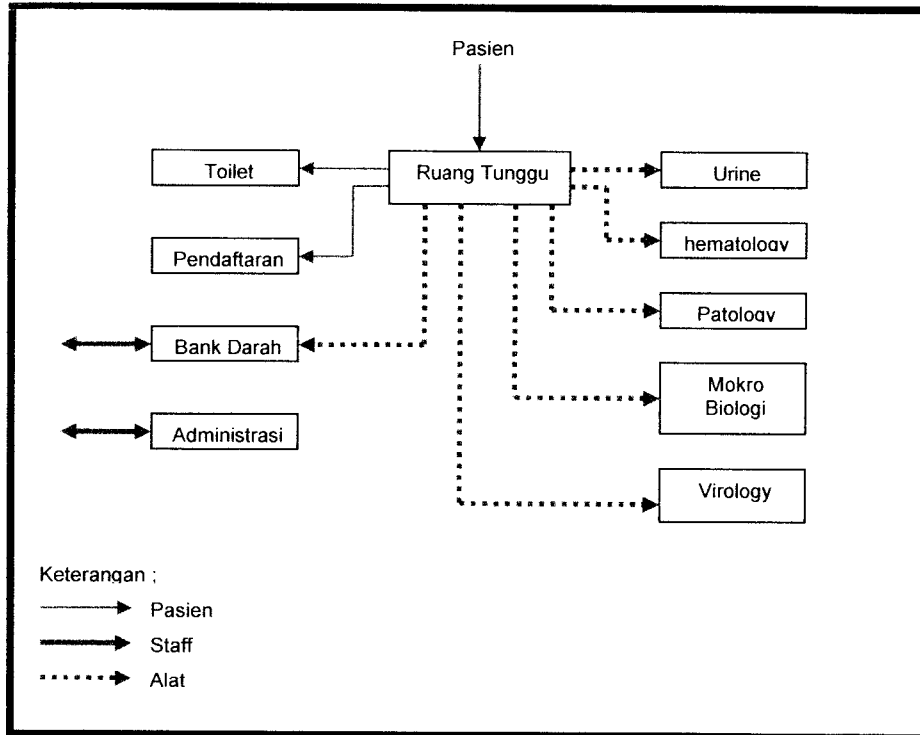 Pasien
Toilet
Ruang Tunggu
Urine
Pendaftaran
hematology
Patology
Bank Darah
Mokro
Biologi
Administrasi
Virology
Keterangan ;
Pasien
Staff
Alat